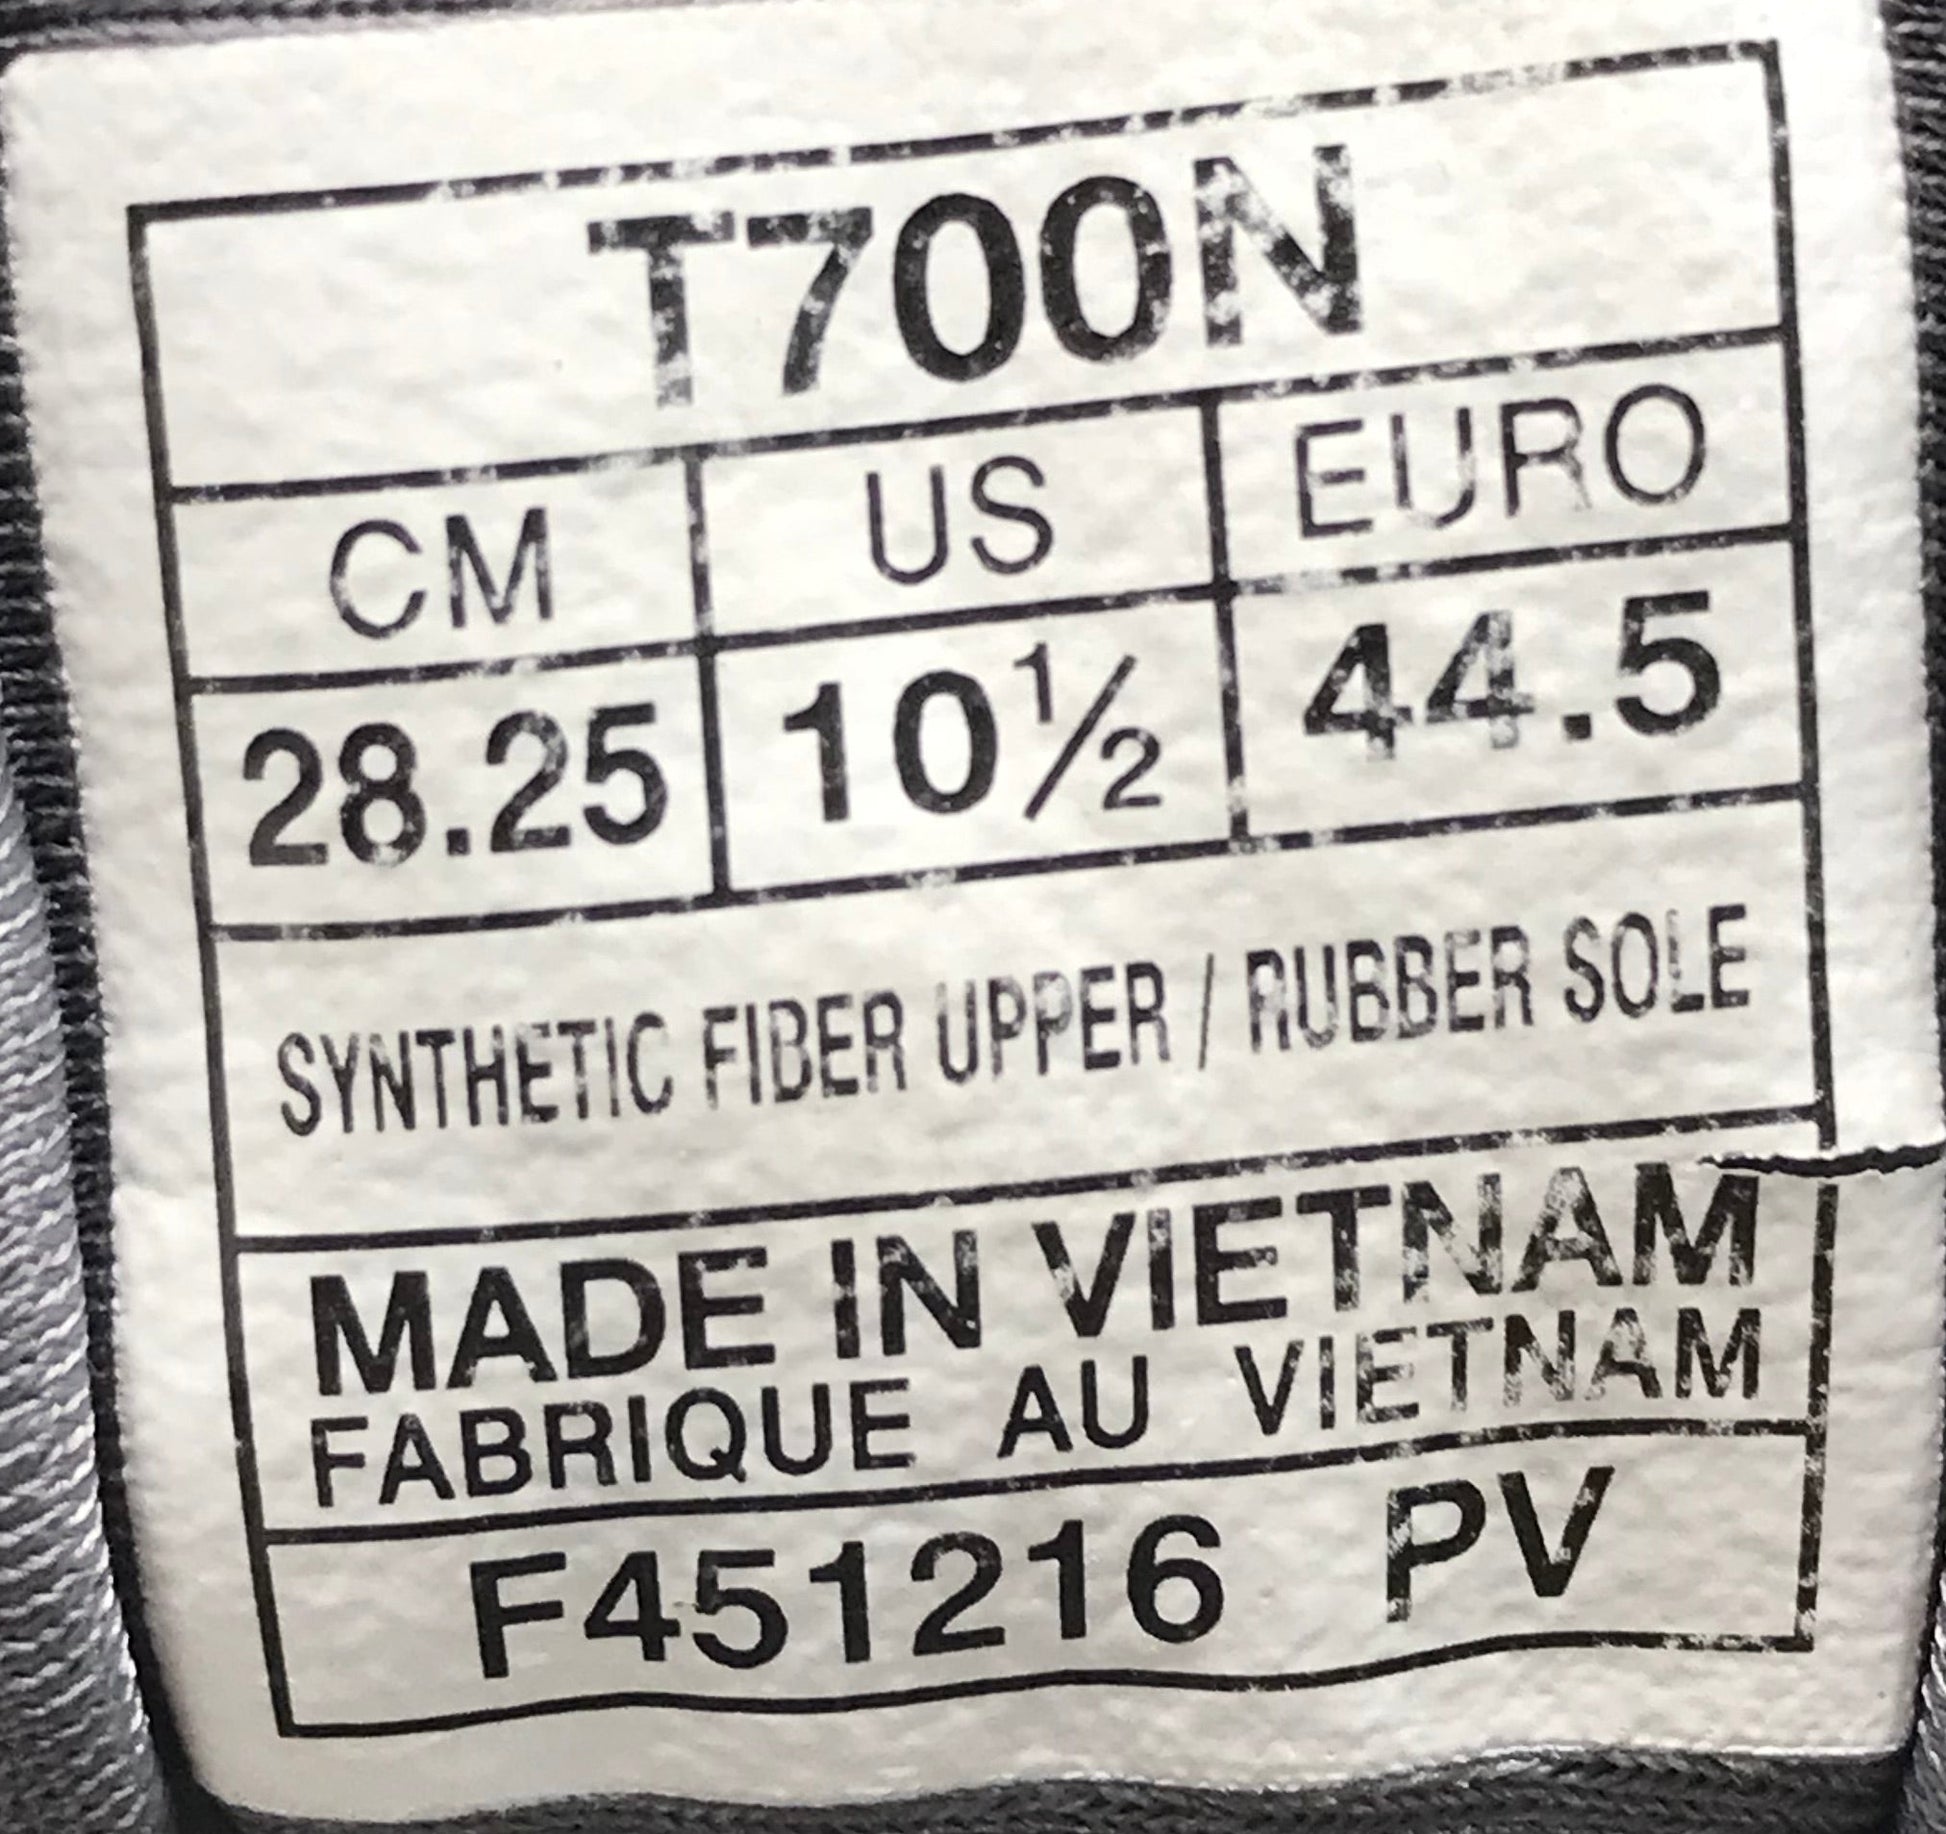 T700N
CM US EURO
28.25 10½ 44.5
SYNTHETIC FIBER UPPER / RUBBER SOLE
MADE IN VIETNAM
FABRIQUE AU VIETNAM
F451216 PV